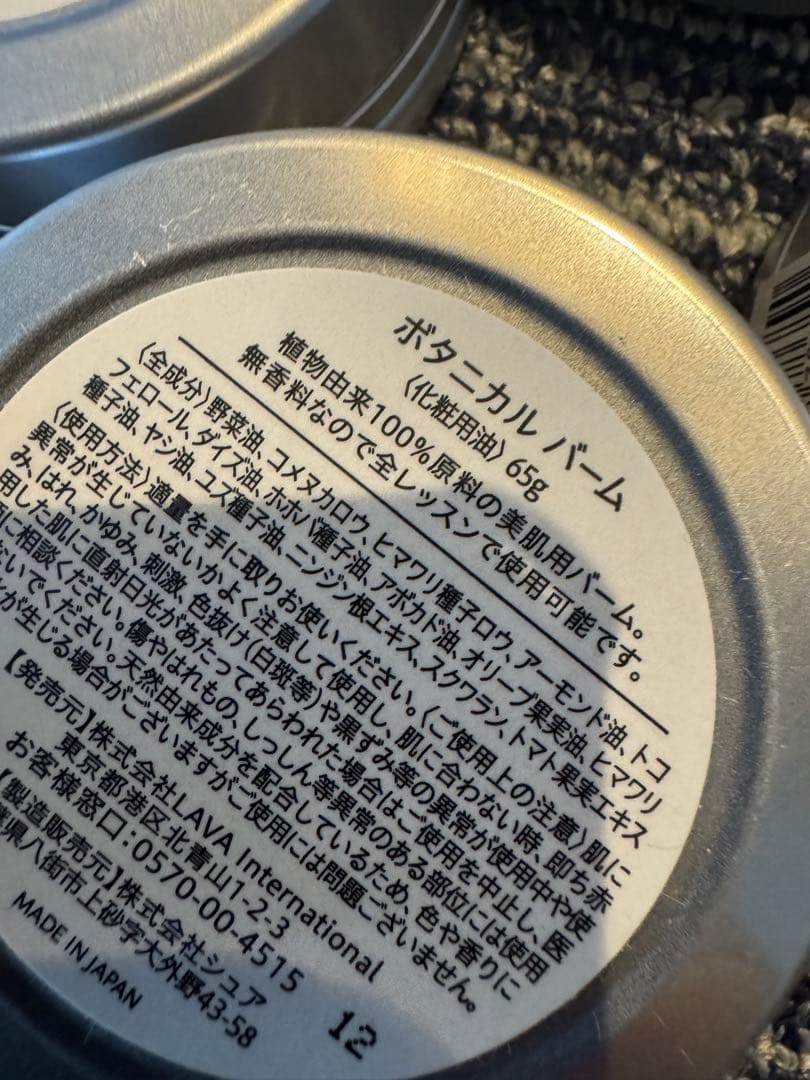 ボタニカル バーム
〈化粧用油〉 65g
植物由来100%原料の美肌用バーム。
無香料なので全レッスンで使用可能です。
〈全成分〉野菜油、コメヌカロウ、ヒマワリ種子ロウ、アーモンド油、トコ
フェロール、ダイズ油、ホホバ種子油、アボカド油、オリーブ果実油、ヒマワリ
種子油、ヤシ油、ユズ種子油、ニンジン根エキス、スクワラン、トマト果実エキス
〈使用方法〉適量を手に取りお使いください。〈ご使用上の注意〉肌に
異常が生じていないかよく注意して使用し、肌に合わない時、即ち赤
み、はれ、かゆみ、刺激、色抜け(白斑等)や黒ずみ等の異常が使用中や使
用した肌に直射日光があたってあらわれた場合はご使用を中止し、医
に相談ください。傷やはれもの、しっしん等異常のある部位には使用
ないでください。天然由来成分を配合しているため、色や香りに
が生じる場合がございますがご使用には問題ございません。
【発売元】株式会社LAVA International
東京都港区北青山1-2-3
お客様窓口:0570-00-4515
【製造販売元】株式会社シュア
県八街市上砂字大外野43-58
MADE IN JAPAN
12